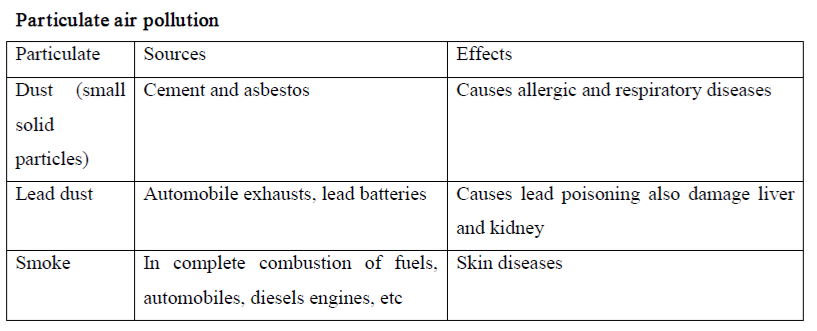 Particulate air pollution
Particulate Sources Effects
Dust (small Cement and asbestos Causes allergic and respiratory diseases
solid
particles)
Lead dust Automobile exhausts, lead batteries Causes lead poisoning also damage liver
and kidney
Smoke In complete combustion of fuels, Skin diseases
automobiles, diesels engines, etc